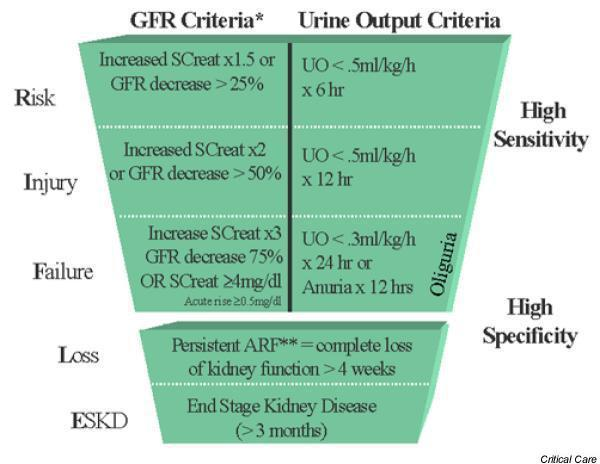 GFR Criteria*
Urine Output Criteria
Risk
Increased SCreat x1.5 or
GFR decrease > 25%
UO < .5ml/kg/h
x 6 hr
High
Sensitivity
Injury
Increased SCreat x2
or GFR decrease > 50%
UO < .5ml/kg/h
x 12 hr
Failure
Increase SCreat x3
GFR decrease 75%
OR SCreat ≥4mg/dl
Acute rise ≥0.5mg/dl
UO < .3ml/kg/h
x 24 hr or
Anuria x 12 hrs
Oliguria
High
Specificity
Loss
Persistent ARF** = complete loss
of kidney function > 4 weeks
ESKD
End Stage Kidney Disease
(> 3 months)
Critical Care